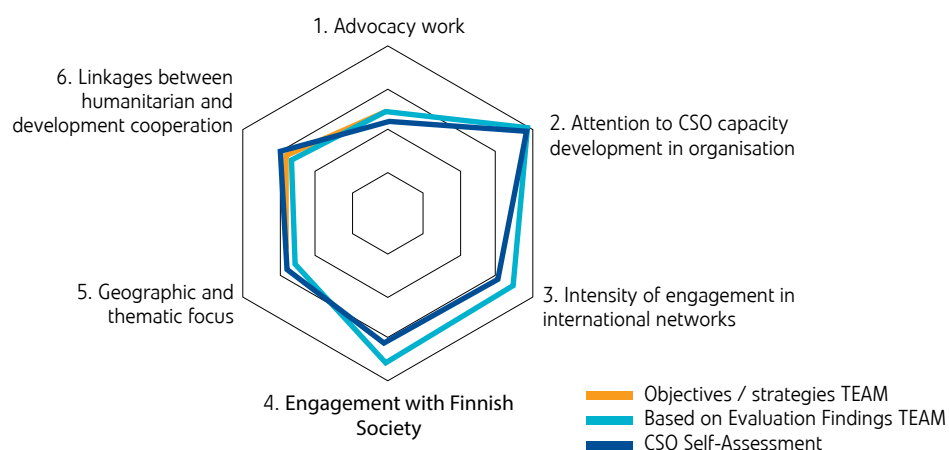 1. Advocacy work
6. Linkages between
humanitarian and
development cooperation
2. Attention to CSO capacity
development in organisation
5. Geographic and
thematic focus
3. Intensity of engagement in
international networks
4. Engagement with Finnish
Society
Objectives / strategies TEAM
Based on Evaluation Findings TEAM
CSO Self-Assessment